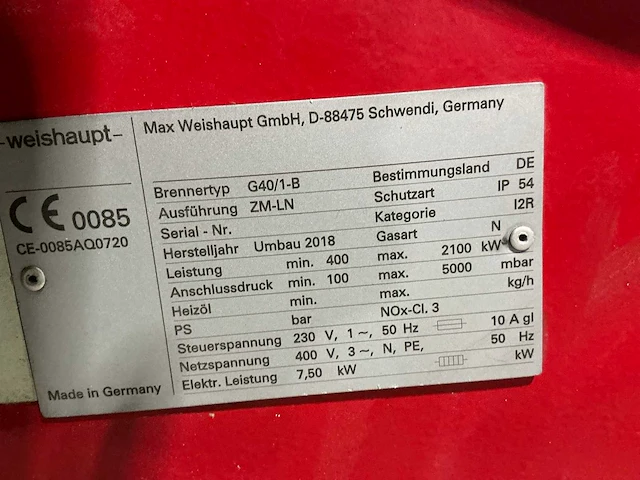 -weishaupt-
Max Weishaupt GmbH, D-88475 Schwendi, Germany
CE 0085
CE-0085AQ0720
Made in Germany
Brennertyp G40/1-B Bestimmungsland DE
Ausführung ZM-LN Schutzart IP 54
Serial - Nr. Kategorie I2R
Herstelljahr Umbau 2018 Gasart N
Leistung min. 400 max. 2100 kW
Anschlussdruck min. 100 max. 5000 mbar
Heizöl min. max. kg/h
PS bar NOx-Cl. 3
Steuerspannung 230 V, 1 ~, 50 Hz 10 A gl
Netzspannung 400 V, 3 ~, N, PE, 50 Hz
Elektr. Leistung 7,50 kW kW